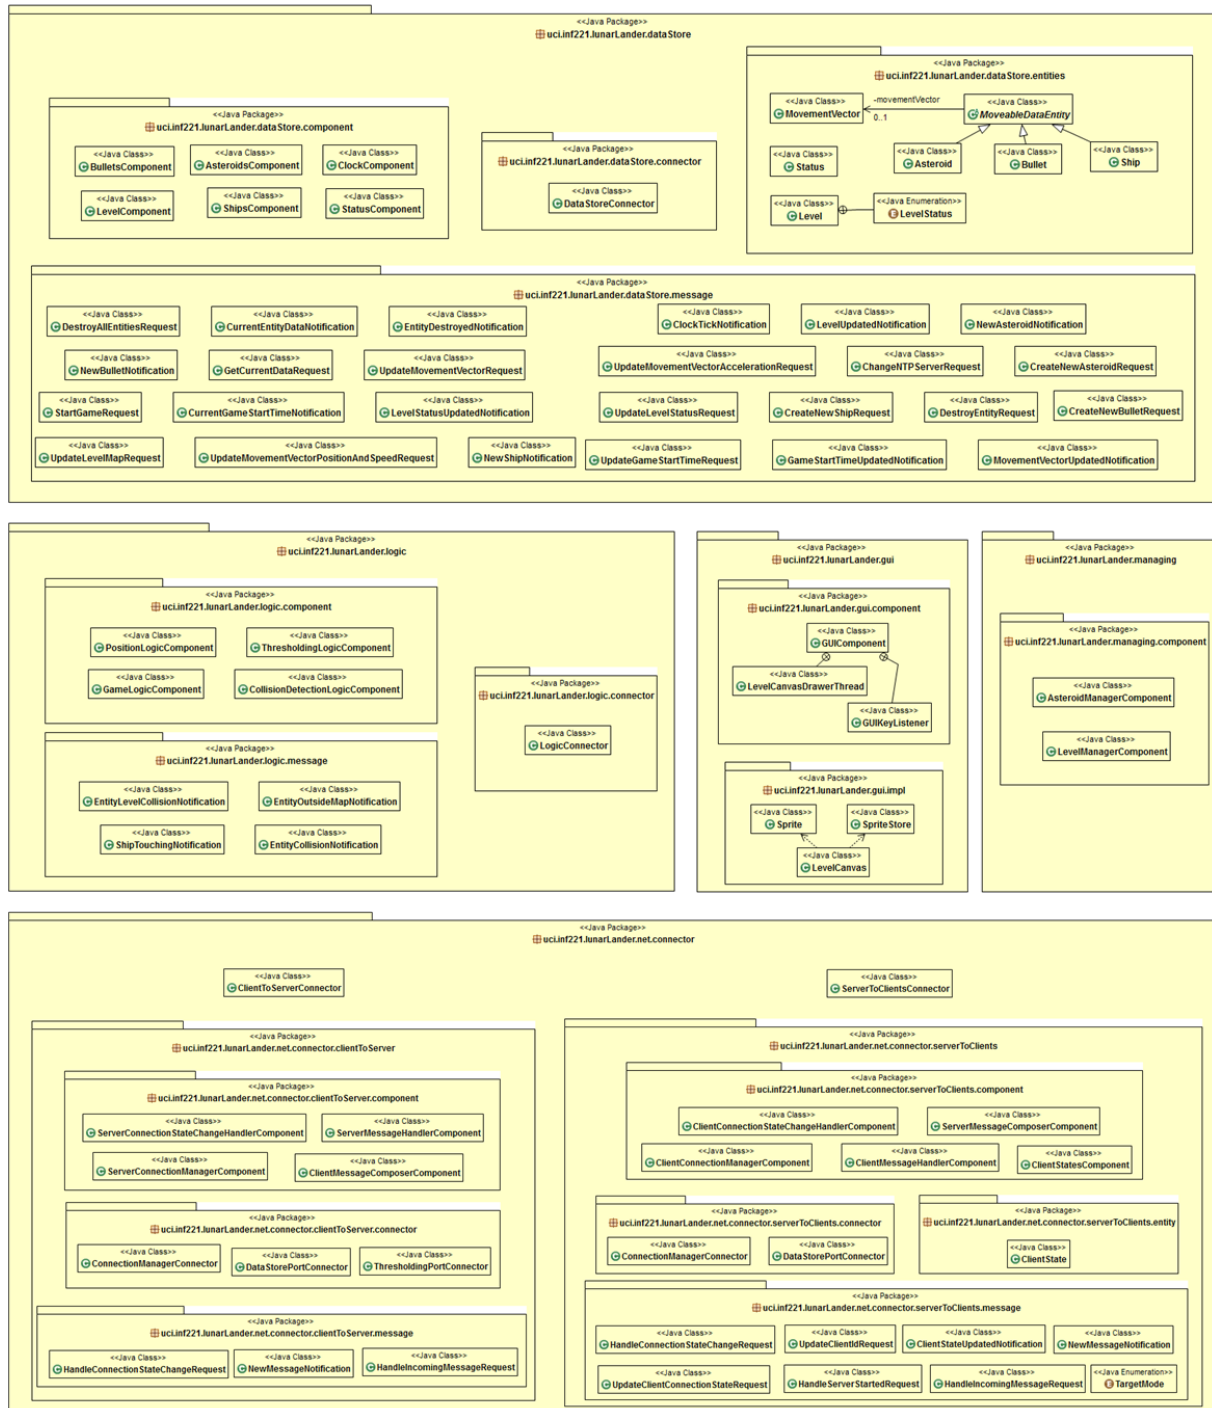 <<Java Package>>
uci.inf221.lunarLander.dataStore
<<Java Package>>
uci.inf221.lunarLander.dataStore.entities
<<Java Class>>
MovementVector
-movementVector
0..1
<<Java Class>>
MoveableDataEntity
<<Java Class>>
Status
<<Java Class>>
Asteroid
<<Java Class>>
Bullet
<<Java Class>>
Ship
<<Java Class>>
Level
<<Java Enumeration>>
LevelStatus
<<Java Package>>
uci.inf221.lunarLander.dataStore.component
<<Java Class>>
BulletsComponent
<<Java Class>>
AsteroidsComponent
<<Java Class>>
ClockComponent
<<Java Class>>
LevelComponent
<<Java Class>>
ShipsComponent
<<Java Class>>
StatusComponent
<<Java Package>>
uci.inf221.lunarLander.dataStore.connector
<<Java Class>>
DataStoreConnector
<<Java Package>>
uci.inf221.lunarLander.dataStore.message
<<Java Class>>
DestroyAllEntitiesRequest
<<Java Class>>
CurrentEntityDataNotification
<<Java Class>>
EntityDestroyedNotification
<<Java Class>>
ClockTickNotification
<<Java Class>>
LevelUpdatedNotification
<<Java Class>>
NewAsteroidNotification
<<Java Class>>
NewBulletNotification
<<Java Class>>
GetCurrentDataRequest
<<Java Class>>
UpdateMovementVectorRequest
<<Java Class>>
UpdateMovementVectorAccelerationRequest
<<Java Class>>
ChangeNTPServerRequest
<<Java Class>>
CreateNewAsteroidRequest
<<Java Class>>
StartGameRequest
<<Java Class>>
CurrentGameStartTimeNotification
<<Java Class>>
LevelStatusUpdatedNotification
<<Java Class>>
UpdateLevelStatusRequest
<<Java Class>>
CreateNewShipRequest
<<Java Class>>
DestroyEntityRequest
<<Java Class>>
CreateNewBulletRequest
<<Java Class>>
UpdateLevelMapRequest
<<Java Class>>
UpdateMovementVectorPositionAndSpeedRequest
<<Java Class>>
NewShipNotification
<<Java Class>>
UpdateGameStartTimeRequest
<<Java Class>>
GameStartTimeUpdatedNotification
<<Java Class>>
MovementVectorUpdatedNotification
<<Java Package>>
uci.inf221.lunarLander.logic
<<Java Package>>
uci.inf221.lunarLander.logic.component
<<Java Class>>
PositionLogicComponent
<<Java Class>>
ThresholdingLogicComponent
<<Java Class>>
GameLogicComponent
<<Java Class>>
CollisionDetectionLogicComponent
<<Java Package>>
uci.inf221.lunarLander.logic.connector
<<Java Class>>
LogicConnector
<<Java Package>>
uci.inf221.lunarLander.logic.message
<<Java Class>>
EntityLevelCollisionNotification
<<Java Class>>
EntityOutsideMapNotification
<<Java Class>>
ShipTouchingNotification
<<Java Class>>
EntityCollisionNotification
<<Java Package>>
uci.inf221.lunarLander.gui
<<Java Package>>
uci.inf221.lunarLander.gui.component
<<Java Class>>
GUIComponent
<<Java Class>>
LevelCanvasDrawerThread
<<Java Class>>
GUIKeyListener
<<Java Package>>
uci.inf221.lunarLander.gui.impl
<<Java Class>>
Sprite
<<Java Class>>
SpriteStore
<<Java Class>>
LevelCanvas
<<Java Package>>
uci.inf221.lunarLander.managing
<<Java Package>>
uci.inf221.lunarLander.managing.component
<<Java Class>>
AsteroidManagerComponent
<<Java Class>>
LevelManagerComponent
<<Java Package>>
uci.inf221.lunarLander.net.connector
<<Java Class>>
ClientToServerConnector
<<Java Class>>
ServerToClientsConnector
<<Java Package>>
uci.inf221.lunarLander.net.connector.clientToServer
<<Java Package>>
uci.inf221.lunarLander.net.connector.clientToServer.component
<<Java Class>>
ServerConnectionStateChangeHandlerComponent
<<Java Class>>
ServerMessageHandlerComponent
<<Java Class>>
ServerConnectionManagerComponent
<<Java Class>>
ClientMessageComposerComponent
<<Java Package>>
uci.inf221.lunarLander.net.connector.clientToServer.connector
<<Java Class>>
ConnectionManagerConnector
<<Java Class>>
DataStorePortConnector
<<Java Class>>
ThresholdingPortConnector
<<Java Package>>
uci.inf221.lunarLander.net.connector.clientToServer.message
<<Java Class>>
HandleConnectionStateChangeRequest
<<Java Class>>
NewMessageNotification
<<Java Class>>
HandleIncomingMessageRequest
<<Java Package>>
uci.inf221.lunarLander.net.connector.serverToClients
<<Java Package>>
uci.inf221.lunarLander.net.connector.serverToClients.component
<<Java Class>>
ClientConnectionStateChangeHandlerComponent
<<Java Class>>
ServerMessageComposerComponent
<<Java Class>>
ClientConnectionManagerComponent
<<Java Class>>
ClientMessageHandlerComponent
<<Java Class>>
ClientStatesComponent
<<Java Package>>
uci.inf221.lunarLander.net.connector.serverToClients.connector
<<Java Class>>
ConnectionManagerConnector
<<Java Class>>
DataStorePortConnector
<<Java Package>>
uci.inf221.lunarLander.net.connector.serverToClients.entity
<<Java Class>>
ClientState
<<Java Package>>
uci.inf221.lunarLander.net.connector.serverToClients.message
<<Java Class>>
HandleConnectionStateChangeRequest
<<Java Class>>
UpdateClientIdRequest
<<Java Class>>
ClientStateUpdatedNotification
<<Java Class>>
NewMessageNotification
<<Java Class>>
UpdateClientConnectionStateRequest
<<Java Class>>
HandleServerStartedRequest
<<Java Class>>
HandleIncomingMessageRequest
<<Java Enumeration>>
TargetMode